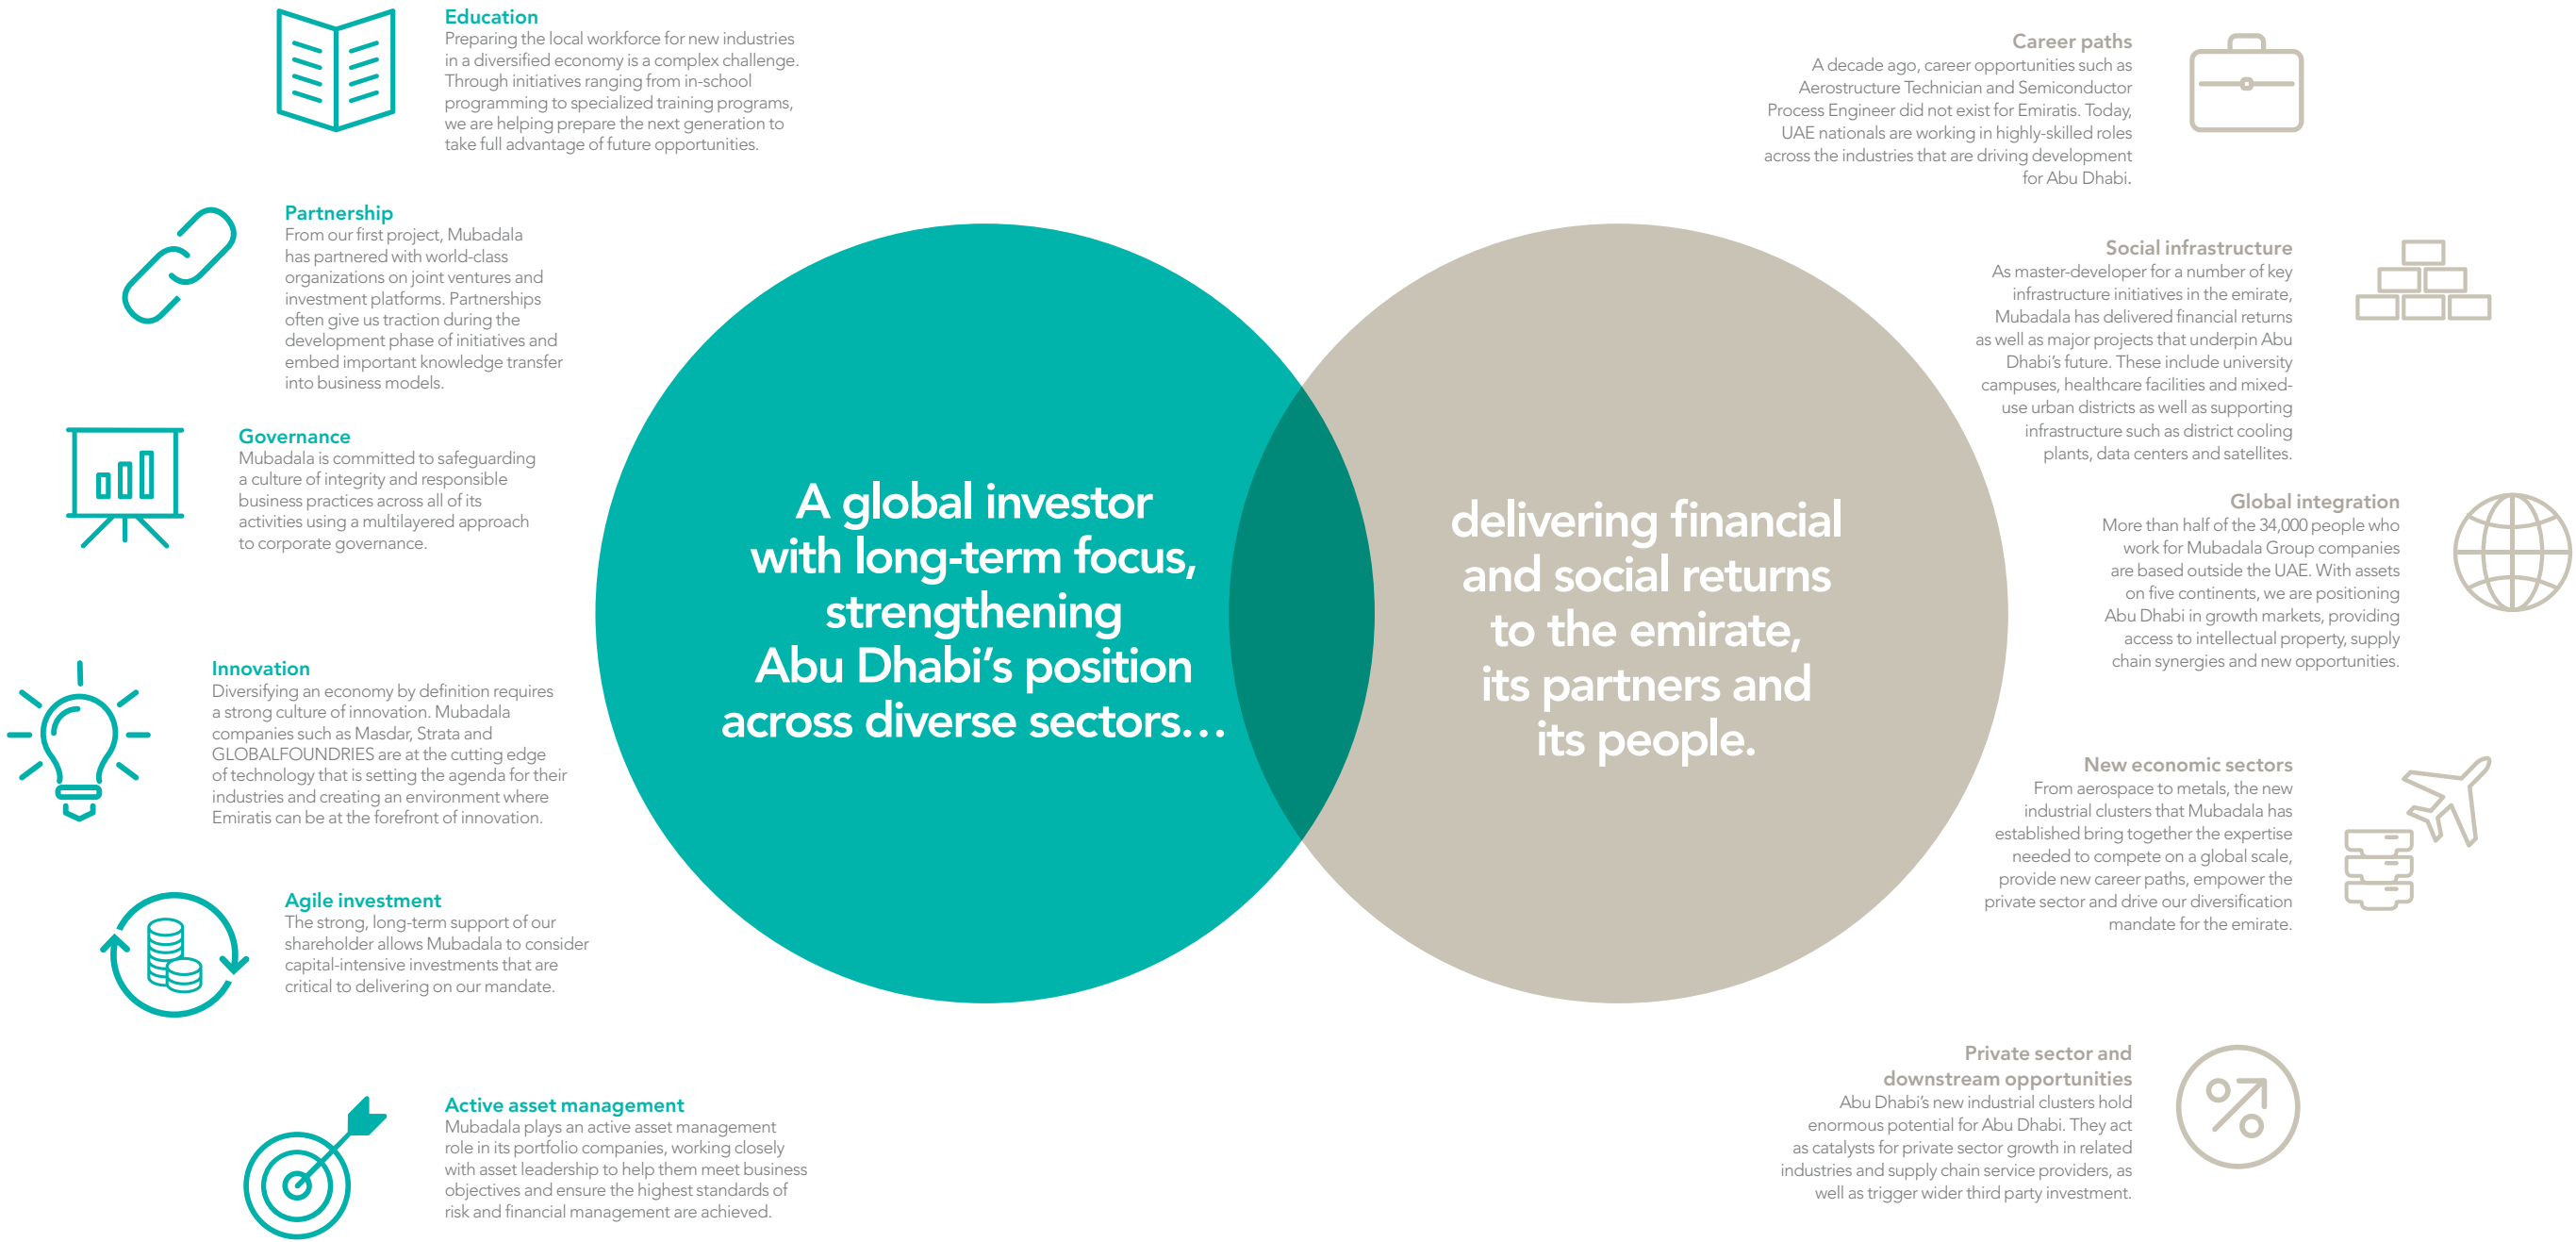 Education
Preparing the local workforce for new industries
in a diversified economy is a complex challenge.
Through initiatives ranging from in-school
programming to specialized training programs,
we are helping prepare the next generation to
take full advantage of future opportunities.
Partnership
From our first project, Mubadala
has partnered with world-class
organizations on joint ventures and
investment platforms. Partnerships
often give us traction during the
development phase of initiatives and
embed important knowledge transfer
into business models.
Governance
Mubadala is committed to safeguarding
a culture of integrity and responsible
business practices across all of its
activities using a multilayered approach
to corporate governance.
Innovation
Diversifying an economy by definition requires
a strong culture of innovation. Mubadala
companies such as Masdar, Strata and
GLOBALFOUNDRIES are at the cutting edge
of technology that is setting the agenda for their
industries and creating an environment where
Emiratis can be at the forefront of innovation.
Agile investment
The strong, long-term support of our
shareholder allows Mubadala to consider
capital-intensive investments that are
critical to delivering on our mandate.
Active asset management
Mubadala plays an active asset management
role in its portfolio companies, working closely
with asset leadership to help them meet business
objectives and ensure the highest standards of
risk and financial management are achieved.
A global investor
with long-term focus,
strengthening
Abu Dhabi's position
across diverse sectors…
delivering financial
and social returns
to the emirate,
its partners and
its people.
Career paths
A decade ago, career opportunities such as
Aerostructure Technician and Semiconductor
Process Engineer did not exist for Emiratis. Today,
UAE nationals are working in highly-skilled roles
across the industries that are driving development
for Abu Dhabi.
Social infrastructure
As master-developer for a number of key
infrastructure initiatives in the emirate,
Mubadala has delivered financial returns
as well as major projects that underpin Abu
Dhabi's future. These include university
campuses, healthcare facilities and mixed-
use urban districts as well as supporting
infrastructure such as district cooling
plants, data centers and satellites.
Global integration
More than half of the 34,000 people who
work for Mubadala Group companies
are based outside the UAE. With assets
on five continents, we are positioning
Abu Dhabi in growth markets, providing
access to intellectual property, supply
chain synergies and new opportunities.
New economic sectors
From aerospace to metals, the new
industrial clusters that Mubadala has
established bring together the expertise
needed to compete on a global scale,
provide new career paths, empower the
private sector and drive our diversification
mandate for the emirate.
Private sector and
downstream opportunities
Abu Dhabi's new industrial clusters hold
enormous potential for Abu Dhabi. They act
as catalysts for private sector growth in related
industries and supply chain service providers, as
well as trigger wider third party investment.